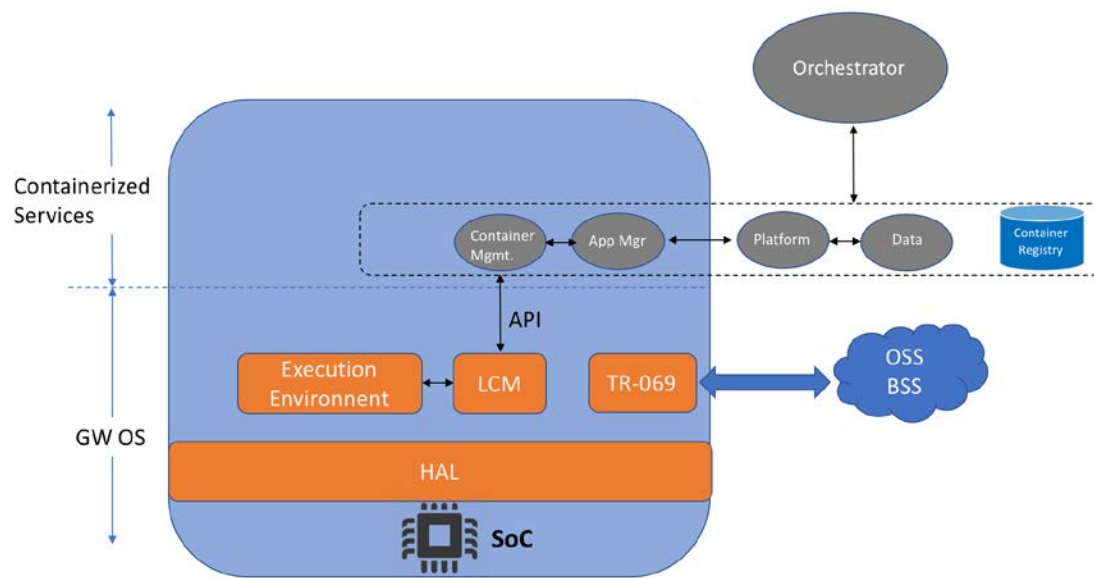 Orchestrator
Containerized
Services
Container
Mgmt.
App Mgr
Platform
Data
Container
Registry
API
Execution
Environnent
LCM
TR-069
OSS
BSS
GW OS
HAL
SoC